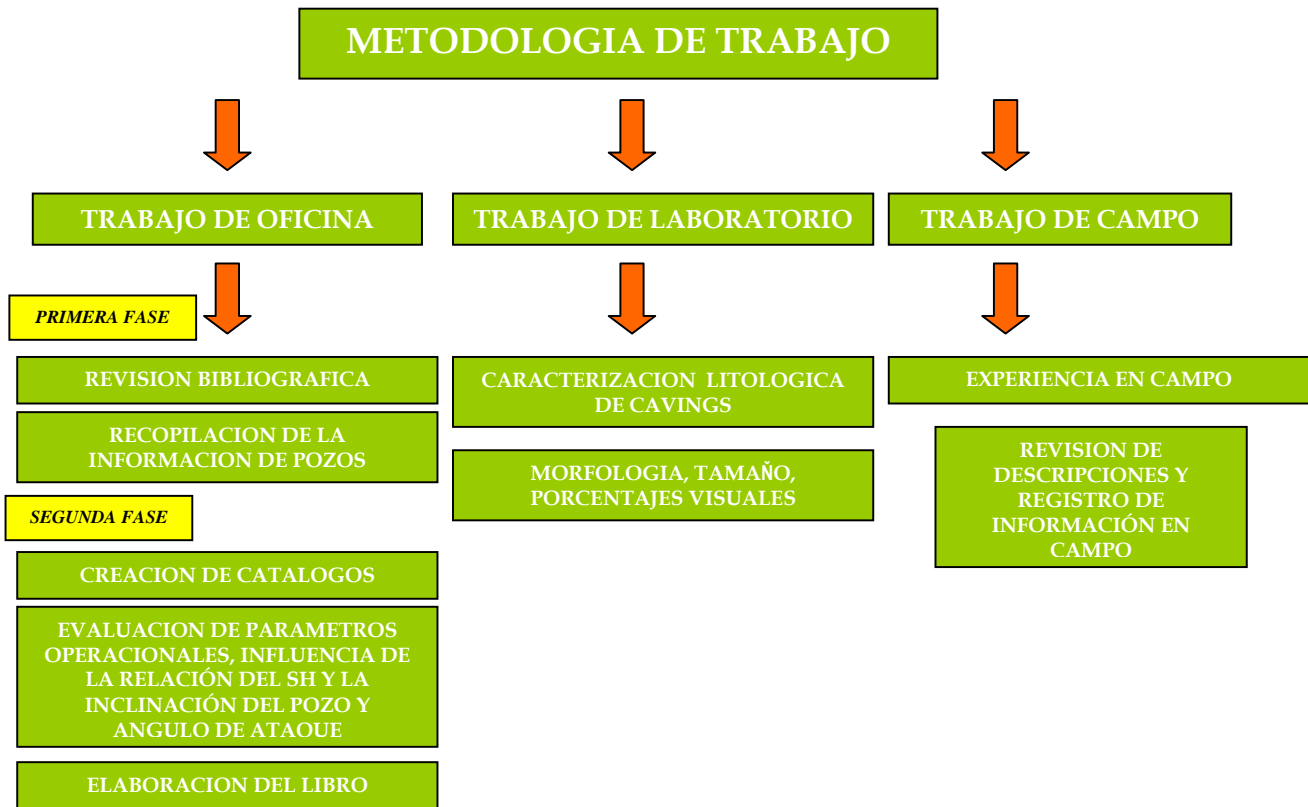 METODOLOGIA DE TRABAJO
TRABAJO DE OFICINA
TRABAJO DE LABORATORIO
TRABAJO DE CAMPO
PRIMERA FASE
REVISION BIBLIOGRAFICA
RECOPILACION DE LA
INFORMACION DE POZOS
SEGUNDA FASE
CREACION DE CATALOGOS
EVALUACION DE PARAMETROS
OPERACIONALES, INFLUENCIA DE
LA RELACIÓN DEL SH Y LA
INCLINACIÓN DEL POZO Y
ANGULO DE ATAQUE
ELABORACION DEL LIBRO
CARACTERIZACION LITOLOGICA
DE CAVINGS
MORFOLOGIA, TAMAÑO,
PORCENTAJES VISUALES
EXPERIENCIA EN CAMPO
REVISION DE
DESCRIPCIONES Y
REGISTRO DE
INFORMACIÓN EN
CAMPO